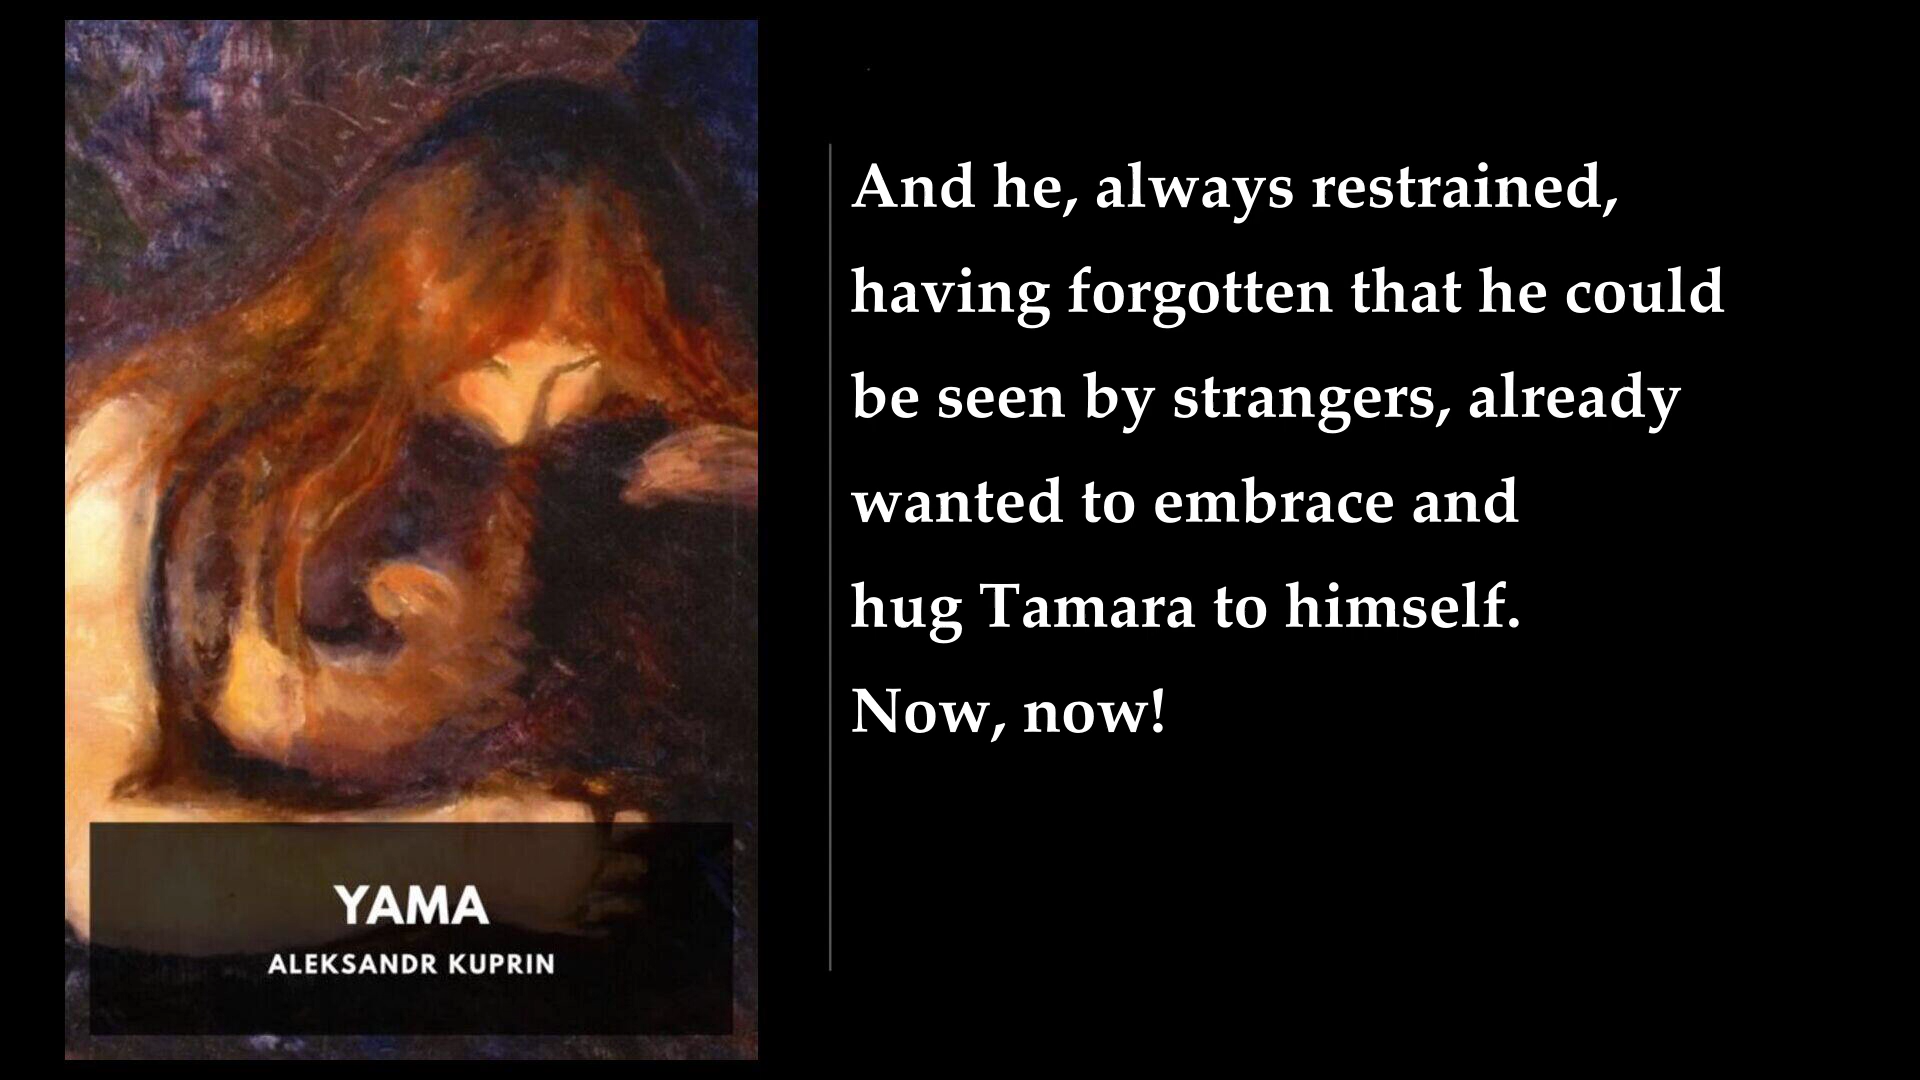 And he, always restrained,
having forgotten that he could
be seen by strangers, already
wanted to embrace and
hug Tamara to himself.
Now, now!
YAMA
ALEKSANDR KUPRIN